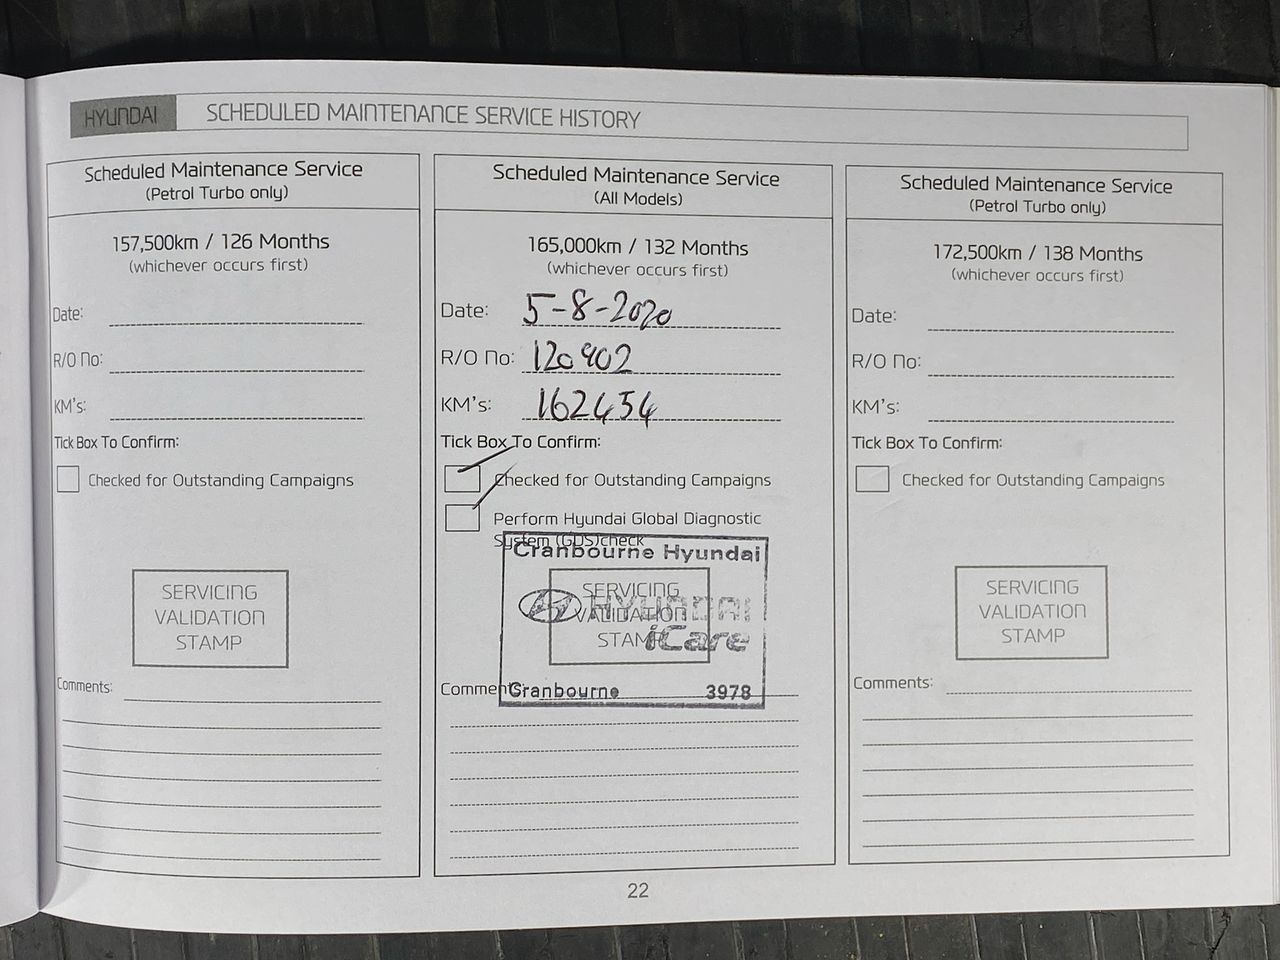 HYUNDAI
SCHEDULED MAINTENANCE SERVICE HISTORY
Scheduled Maintenance Service
(Petrol Turbo only)
157,500km / 126 Months
(whichever occurs first)
Date:
R/O No:
KM's:
Tick Box To Confirm:
Checked for Outstanding Campaigns
SERVICING
VALIDATION
STAMP
Comments:
Scheduled Maintenance Service
(All Models)
165,000km / 132 Months
(whichever occurs first)
Date: 5-8-2020
R/O No: 120902
KM's: 162454
Tick Box To Confirm:
Checked for Outstanding Campaigns
Perform Hyundai Global Diagnostic
System (GDS)check
Cranbourne Hyundai
SERVICING
HYUNDAI
VALIDATION
iCare
STAMP
Comments:
Cranbourne 3978
Scheduled Maintenance Service
(Petrol Turbo only)
172,500km / 138 Months
(whichever occurs first)
Date:
R/O No:
KM's:
Tick Box To Confirm:
Checked for Outstanding Campaigns
SERVICING
VALIDATION
STAMP
Comments:
22